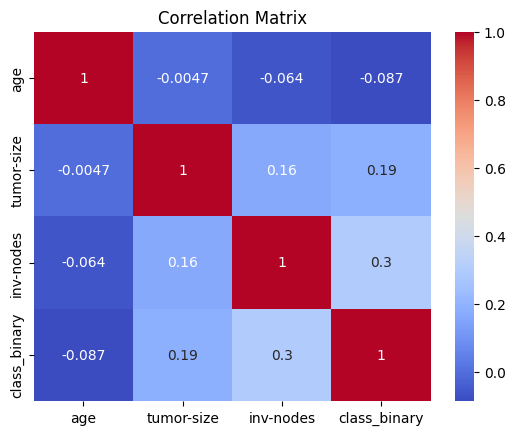 Correlation Matrix
age 1 -0.0047 -0.064 -0.087
tumor-size -0.0047 1 0.16 0.19
inv-nodes -0.064 0.16 1 0.3
class_binary -0.087 0.19 0.3 1
age tumor-size inv-nodes class_binary
1.0
0.8
0.6
0.4
0.2
0.0